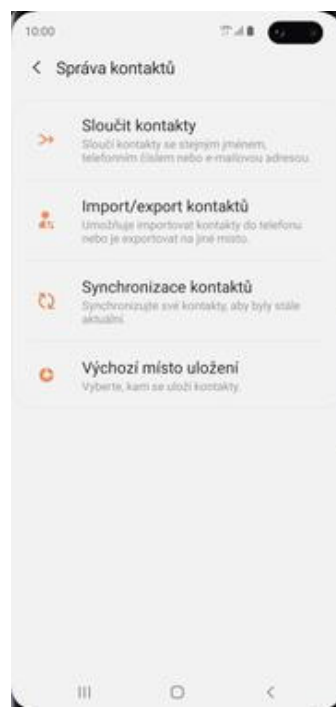 10:00
Správa kontaktů
Sloučit kontakty
Sloučí kontakty se stejným jménem,
telefonním číslem nebo e-mailovou adresou.
Import/export kontaktů
Umožňuje importovat kontakty do telefonu
nebo je exportovat na jiné místo.
Synchronizace kontaktů
Synchronizujte své kontakty, aby byly stále
aktuální.
Výchozí místo uložení
Vyberte, kam se uloží kontakty.